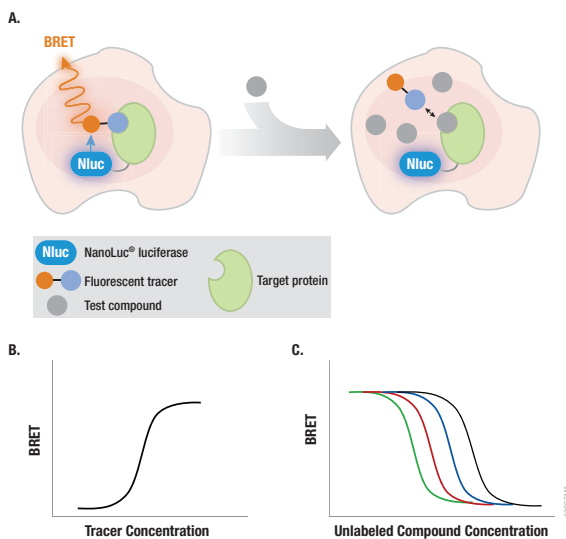 A.
BRET
Nluc
Nluc
Nluc NanoLuc® luciferase
Fluorescent tracer
Target protein
Test compound
B.
C.
BRET
Tracer Concentration
BRET
Unlabeled Compound Concentration